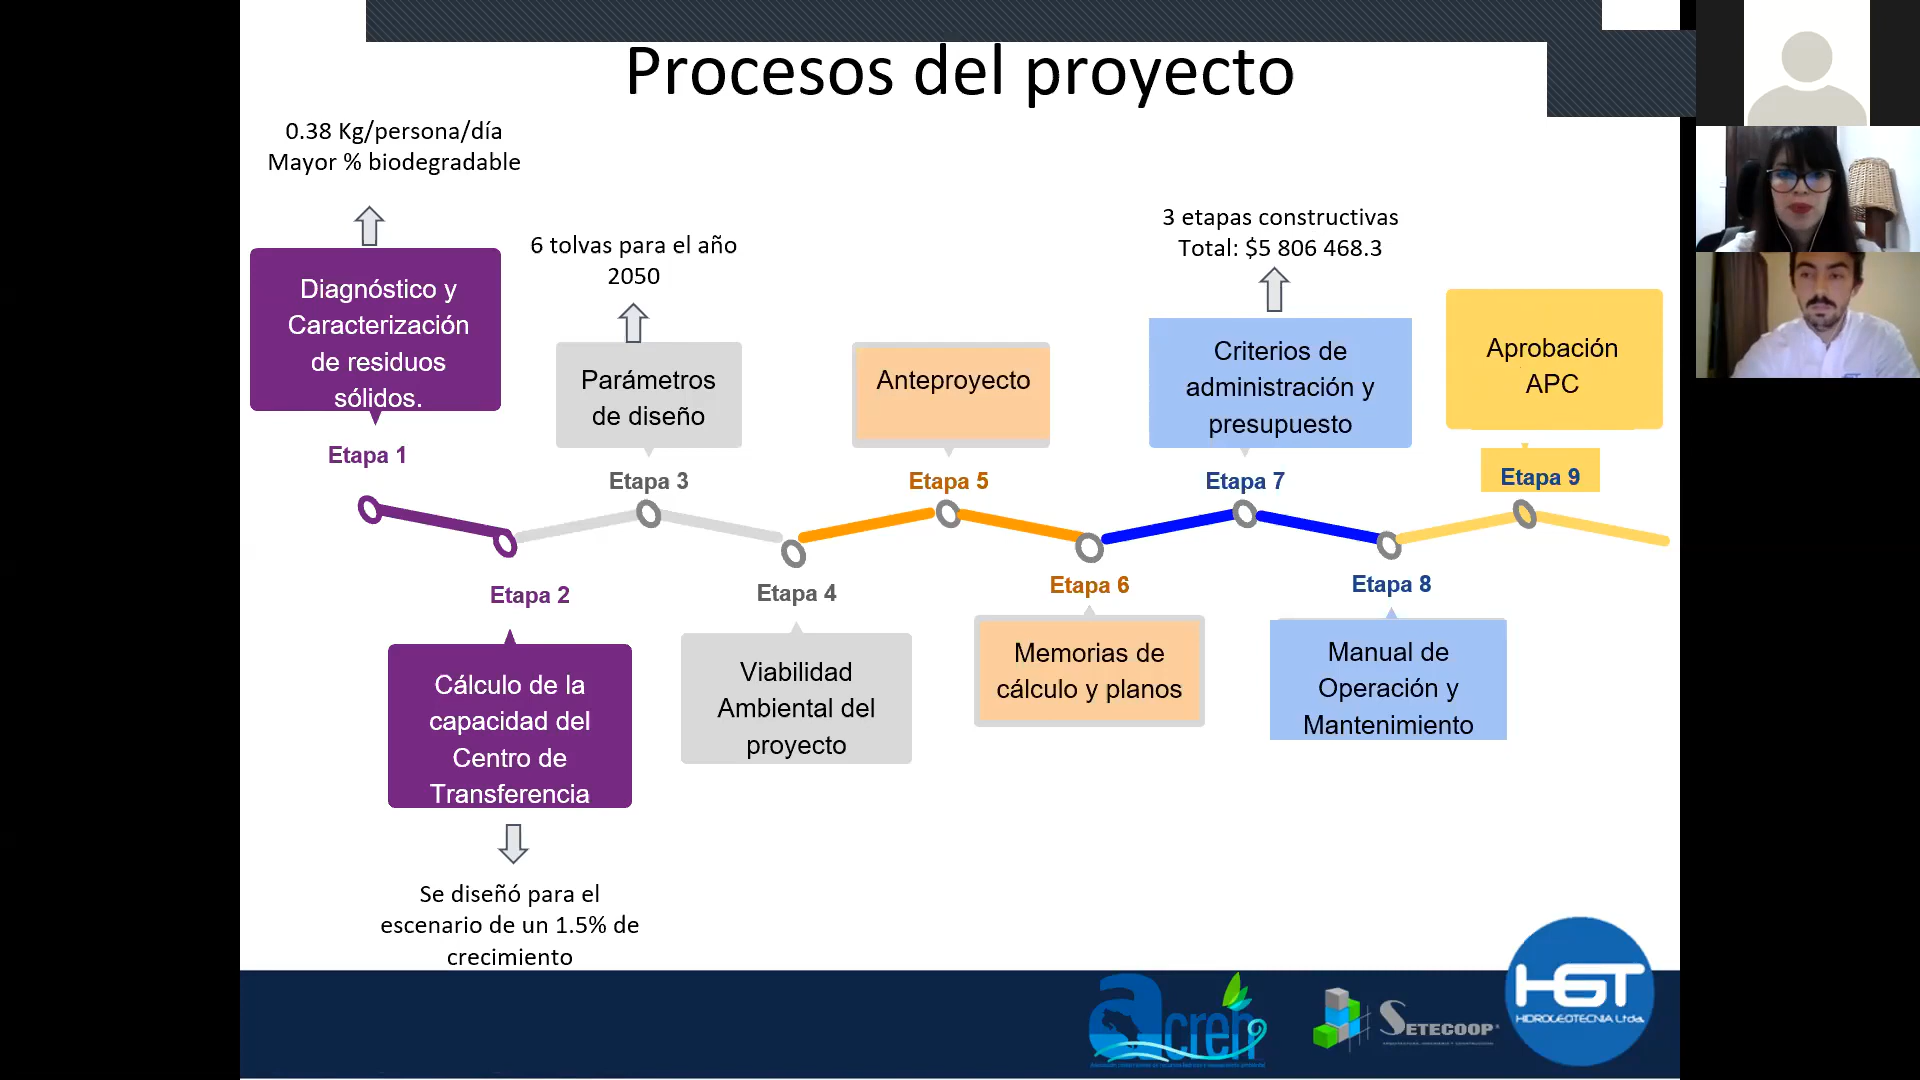 Procesos del proyecto
0.38 Kg/persona/día
Mayor % biodegradable
Diagnóstico y
Caracterización
de residuos
sólidos.
Etapa 1
Etapa 2
Cálculo de la
capacidad del
Centro de
Transferencia
Se diseñó para el
escenario de un 1.5% de
crecimiento
6 tolvas para el año
2050
Parámetros
de diseño
Etapa 3
Etapa 4
Viabilidad
Ambiental del
proyecto
Anteproyecto
Etapa 5
Etapa 6
Memorias de
cálculo y planos
3 etapas constructivas
Total: $5 806 468.3
Criterios de
administración y
presupuesto
Etapa 7
Etapa 8
Manual de
Operación y
Mantenimiento
Aprobación
APC
Etapa 9
acreh
SETECOOP
HGT
HIDROGEOTECNIA Ltda.